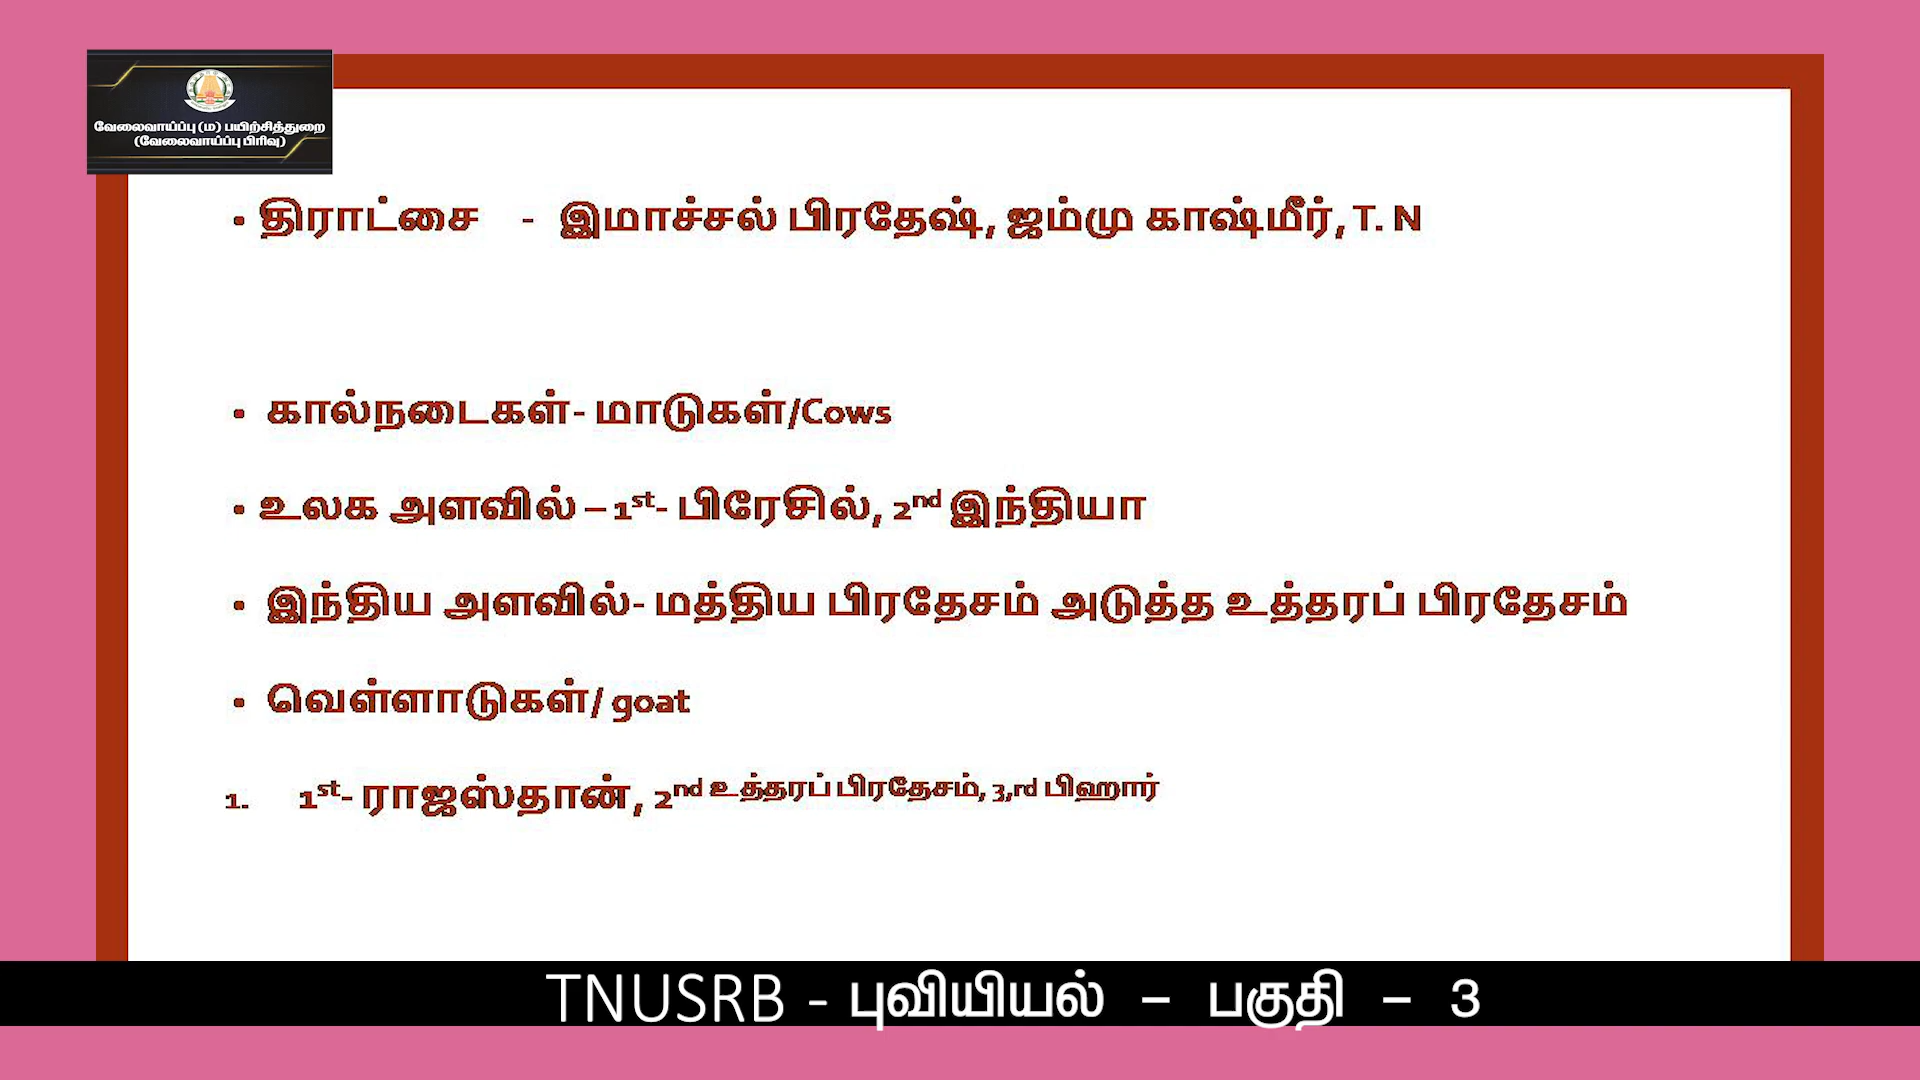 வேலைவாய்ப்பு (ம) பயிற்சித்துறை
(வேலைவாய்ப்பு பிரிவு)
• திராட்சை - இமாச்சல் பிரதேஷ், ஜம்மு காஷ்மீர், T. N
• கால்நடைகள்- மாடுகள்/Cows
• உலக அளவில் – 1st- பிரேசில், 2nd இந்தியா
• இந்திய அளவில்- மத்திய பிரதேசம் அடுத்த உத்தரப் பிரதேசம்
• வெள்ளாடுகள்/ goat
1. 1st- ராஜஸ்தான், 2nd உத்தரப் பிரதேசம், 3,rd பிஹார்
TNUSRB - புவியியல் – பகுதி – 3